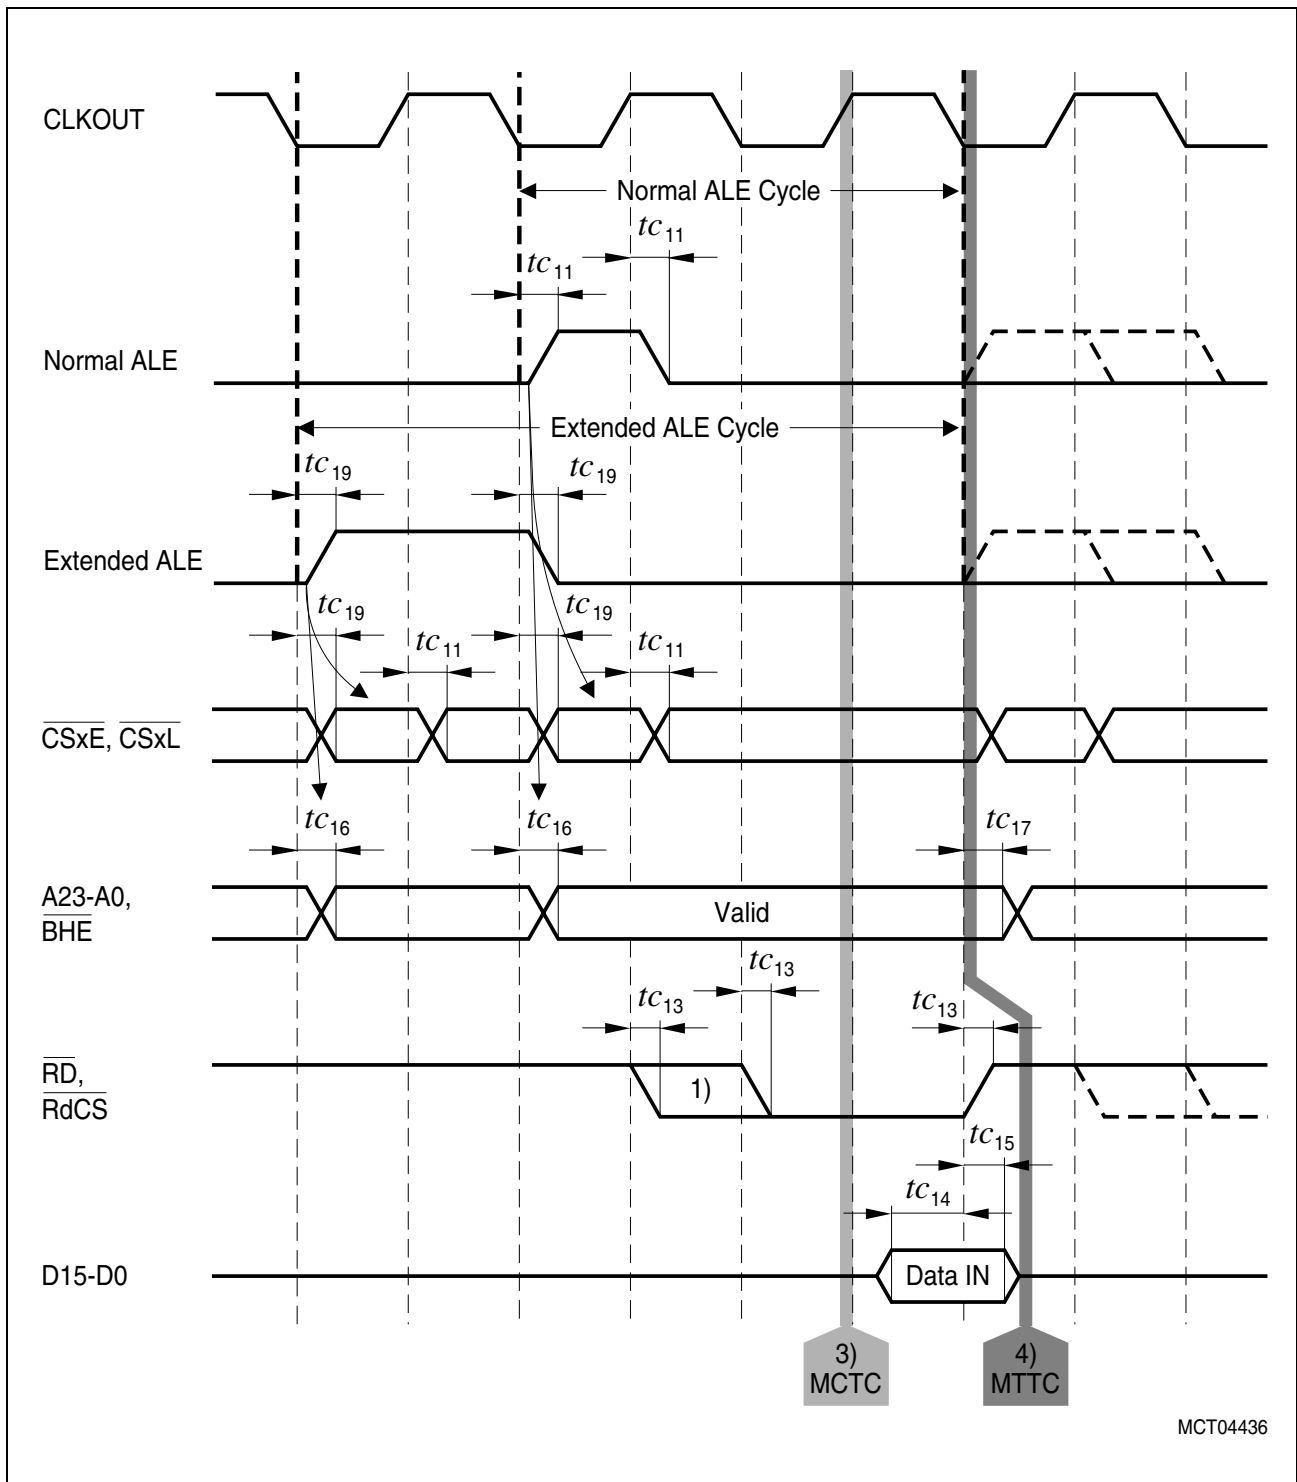 CLKOUT
Normal ALE Cycle
tc11
tc11
Normal ALE
Extended ALE Cycle
tc19
tc19
Extended ALE
tc19
tc19
tc11
tc11
CSxE, CSxL
tc16
tc16
tc17
A23-A0,
BHE
Valid
tc13
tc13
tc13
RD,
RdCS
1)
tc15
tc14
D15-D0
Data IN
3)
MCTC
4)
MTTC
MCT04436